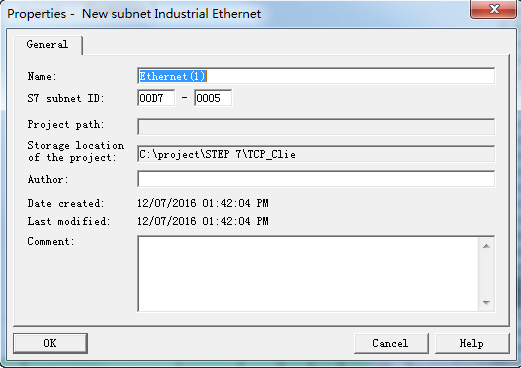 Properties - New subnet Industrial Ethernet
General
Name: Ethernet(1)
S7 subnet ID: 00D7 - 0005
Project path:
Storage location
of the project: C:\project\STEP 7\TCP_Clie
Author:
Date created: 12/07/2016 01:42:04 PM
Last modified: 12/07/2016 01:42:04 PM
Comment:
OK Cancel Help